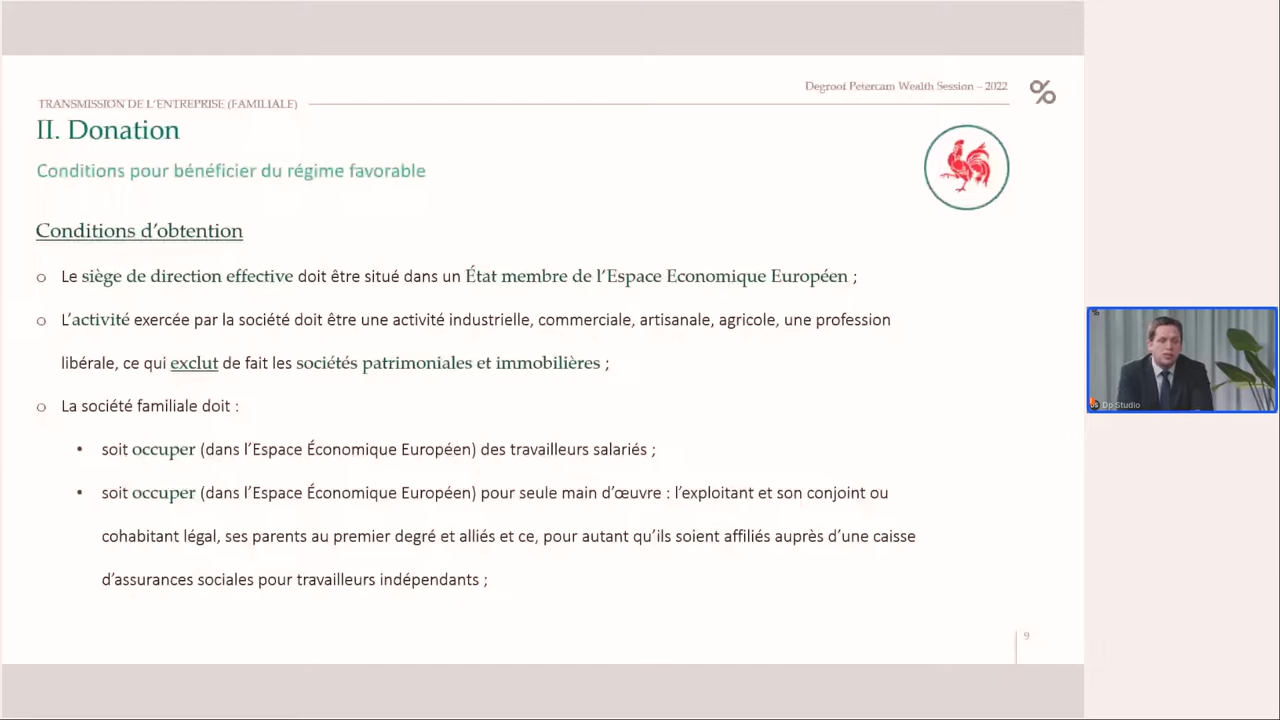 Degroof Petercam Wealth Session – 2022
TRANSMISSION DE L'ENTREPRISE (FAMILIALE)
II. Donation
Conditions pour bénéficier du régime favorable
Conditions d'obtention
o Le siège de direction effective doit être situé dans un État membre de l'Espace Economique Européen ;
o L'activité exercée par la société doit être une activité industrielle, commerciale, artisanale, agricole, une profession
libérale, ce qui exclut de fait les sociétés patrimoniales et immobilières ;
o La société familiale doit :
• soit occuper (dans l'Espace Économique Européen) des travailleurs salariés ;
• soit occuper (dans l'Espace Économique Européen) pour seule main d'œuvre : l'exploitant et son conjoint ou
cohabitant légal, ses parents au premier degré et alliés et ce, pour autant qu'ils soient affiliés auprès d'une caisse
d'assurances sociales pour travailleurs indépendants ;
9
Dp Studio